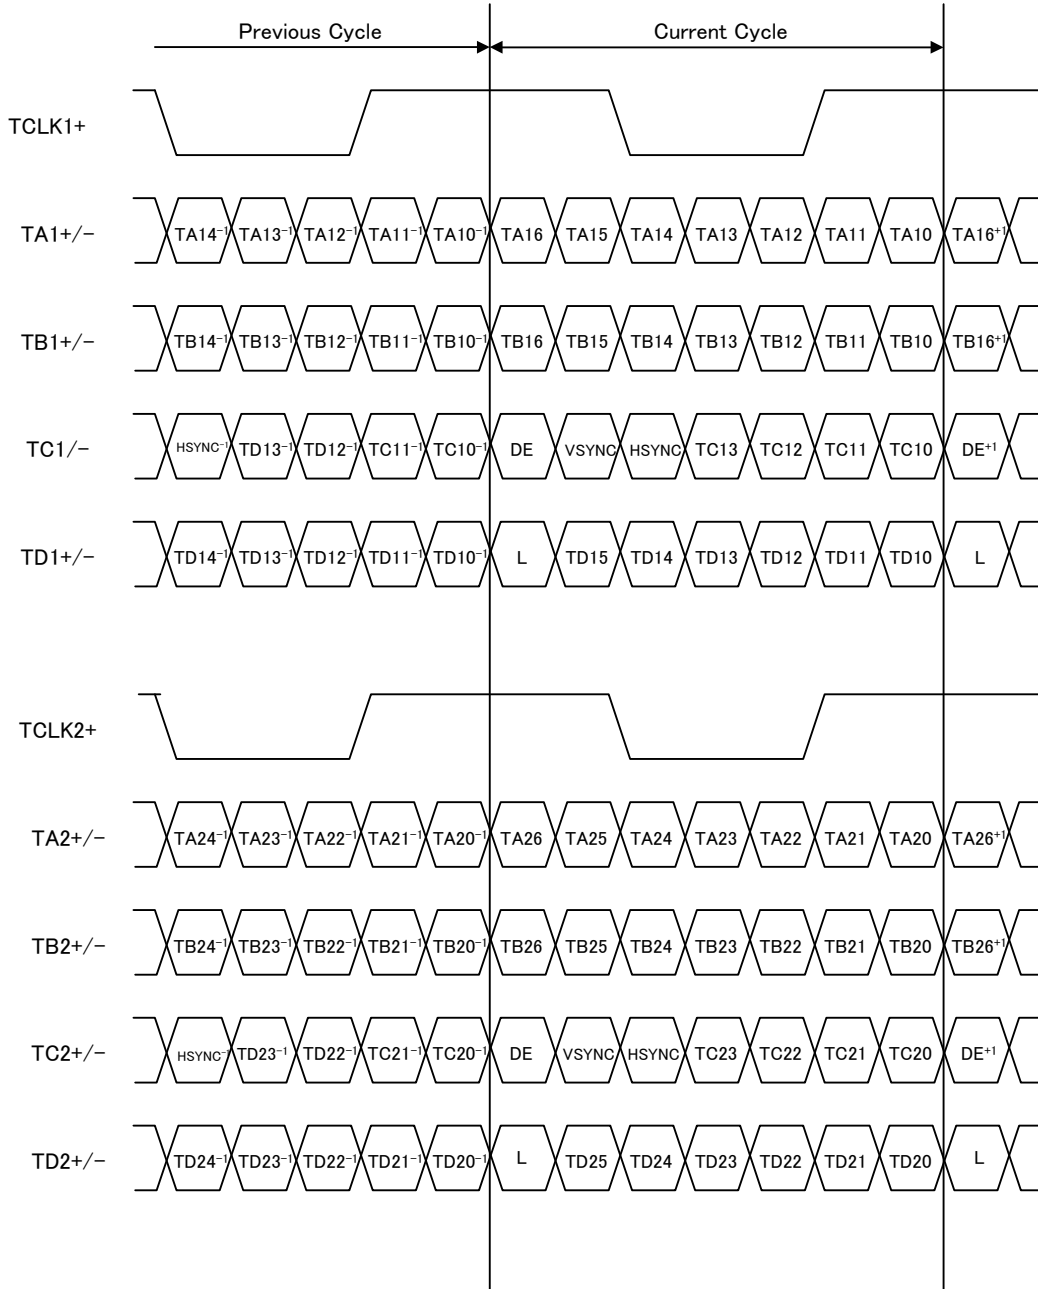 Previous Cycle Current Cycle
TCLK1+
TA1+/- TA14⁻¹ TA13⁻¹ TA12⁻¹ TA11⁻¹ TA10⁻¹ TA16 TA15 TA14 TA13 TA12 TA11 TA10 TA16⁺¹
TB1+/- TB14⁻¹ TB13⁻¹ TB12⁻¹ TB11⁻¹ TB10⁻¹ TB16 TB15 TB14 TB13 TB12 TB11 TB10 TB16⁺¹
TC1/- HSYNC⁻¹ TD13⁻¹ TD12⁻¹ TC11⁻¹ TC10⁻¹ DE VSYNC HSYNC TC13 TC12 TC11 TC10 DE⁺¹
TD1+/- TD14⁻¹ TD13⁻¹ TD12⁻¹ TD11⁻¹ TD10⁻¹ L TD15 TD14 TD13 TD12 TD11 TD10 L
TCLK2+
TA2+/- TA24⁻¹ TA23⁻¹ TA22⁻¹ TA21⁻¹ TA20⁻¹ TA26 TA25 TA24 TA23 TA22 TA21 TA20 TA26⁺¹
TB2+/- TB24⁻¹ TB23⁻¹ TB22⁻¹ TB21⁻¹ TB20⁻¹ TB26 TB25 TB24 TB23 TB22 TB21 TB20 TB26⁺¹
TC2+/- HSYNC⁻¹ TD23⁻¹ TD22⁻¹ TC21⁻¹ TC20⁻¹ DE VSYNC HSYNC TC23 TC22 TC21 TC20 DE⁺¹
TD2+/- TD24⁻¹ TD23⁻¹ TD22⁻¹ TD21⁻¹ TD20⁻¹ L TD25 TD24 TD23 TD22 TD21 TD20 L